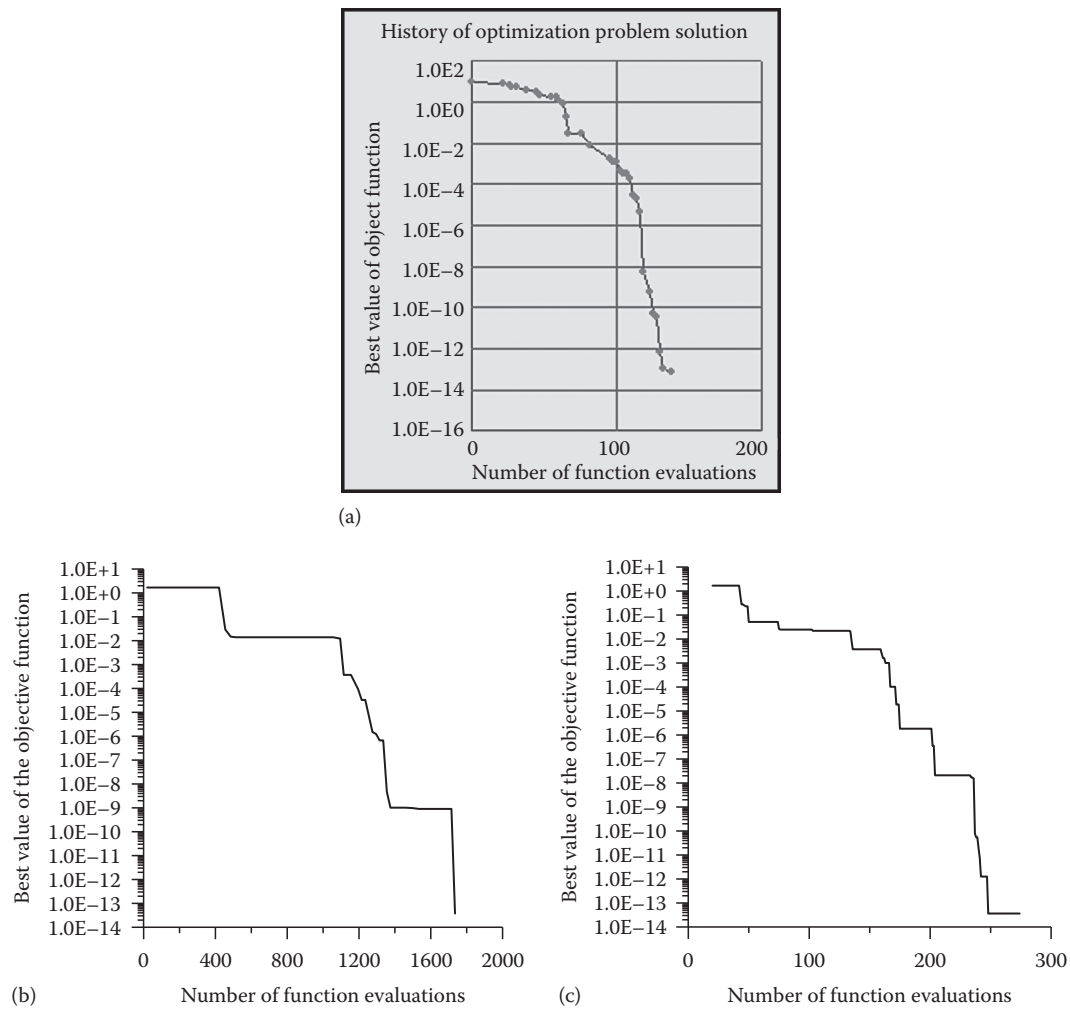 History of optimization problem solution
Best value of object function
1.0E2
1.0E0
1.0E−2
1.0E−4
1.0E−6
1.0E−8
1.0E−10
1.0E−12
1.0E−14
1.0E−16
0 100 200
Number of function evaluations
(a)
Best value of the objective function
1.0E+1
1.0E+0
1.0E−1
1.0E−2
1.0E−3
1.0E−4
1.0E−5
1.0E−6
1.0E−7
1.0E−8
1.0E−9
1.0E−10
1.0E−11
1.0E−12
1.0E−13
1.0E−14
0 400 800 1200 1600 2000
(b) Number of function evaluations
Best value of the objective function
1.0E+1
1.0E+0
1.0E−1
1.0E−2
1.0E−3
1.0E−4
1.0E−5
1.0E−6
1.0E−7
1.0E−8
1.0E−9
1.0E−10
1.0E−11
1.0E−12
1.0E−13
1.0E−14
0 100 200 300
(c) Number of function evaluations